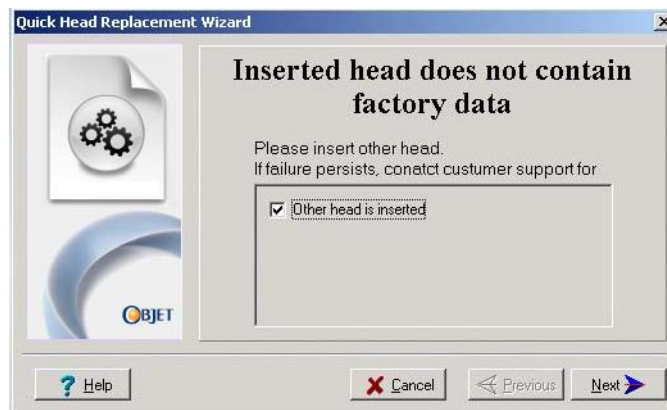 Quick Head Replacement Wizard
Inserted head does not contain
factory data
Please insert other head.
If failure persists, conatct custumer support for
Other head is inserted
OBJET
Help
Cancel
Previous
Next